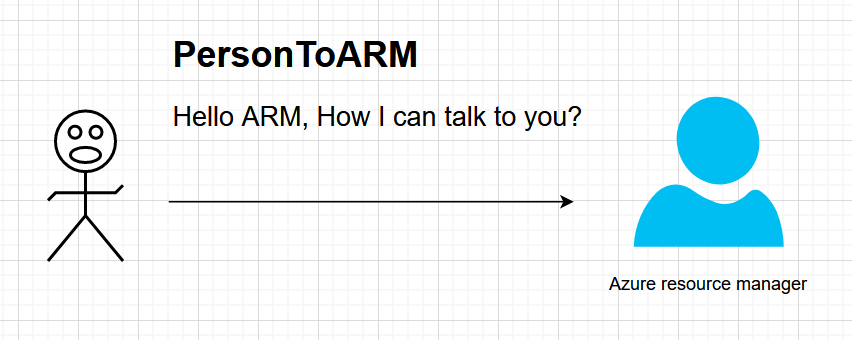 PersonToARM
Hello ARM, How I can talk to you?
Azure resource manager